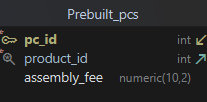 Prebuilt_pcs
pc_id int
product_id int
assembly_fee numeric(10,2)